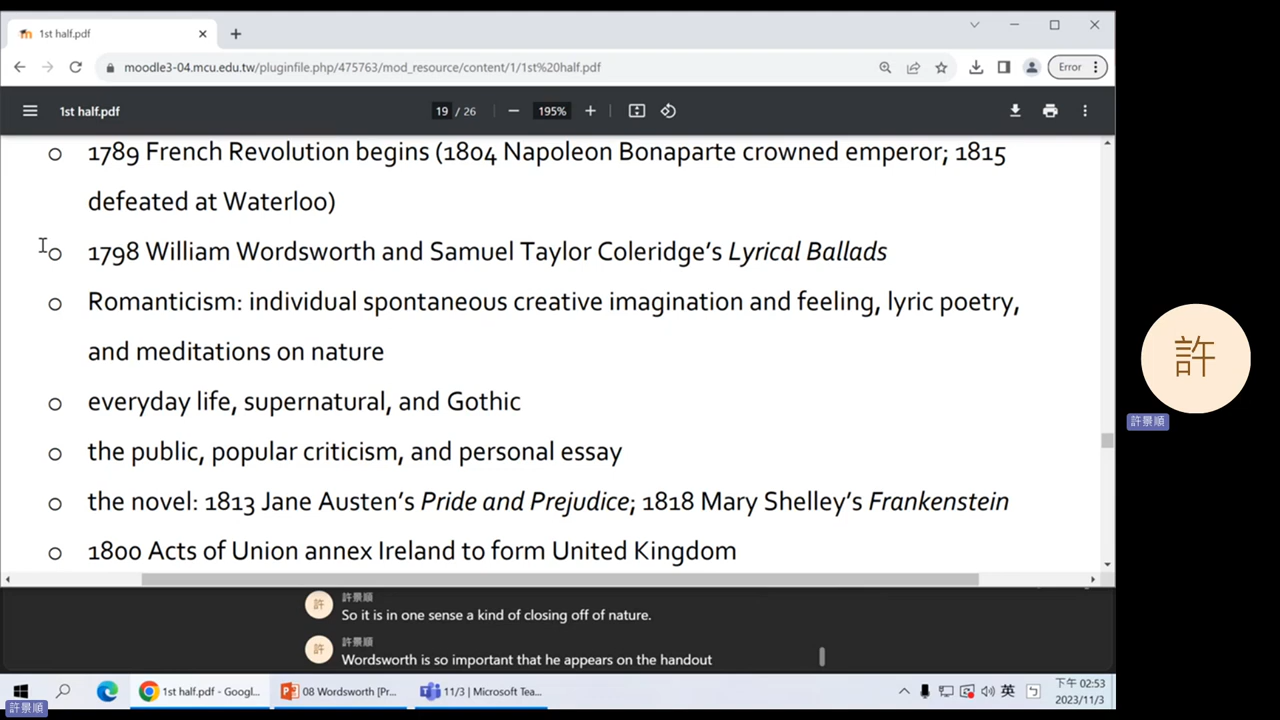 1st half.pdf
moodle3-04.mcu.edu.tw/pluginfile.php/475763/mod_resource/content/1/1st%20half.pdf
Error
1st half.pdf
19 / 26
195%
1789 French Revolution begins (1804 Napoleon Bonaparte crowned emperor; 1815
defeated at Waterloo)
1798 William Wordsworth and Samuel Taylor Coleridge's Lyrical Ballads
Romanticism: individual spontaneous creative imagination and feeling, lyric poetry,
and meditations on nature
everyday life, supernatural, and Gothic
the public, popular criticism, and personal essay
the novel: 1813 Jane Austen's Pride and Prejudice; 1818 Mary Shelley's Frankenstein
1800 Acts of Union annex Ireland to form United Kingdom
許
許景順
許
許景順
So it is in one sense a kind of closing off of nature.
許
許景順
Wordsworth is so important that he appears on the handout
1st half.pdf - Googl...
08 Wordsworth [Pr...
11/3 | Microsoft Tea...
英
下午 02:53
2023/11/3
許景順